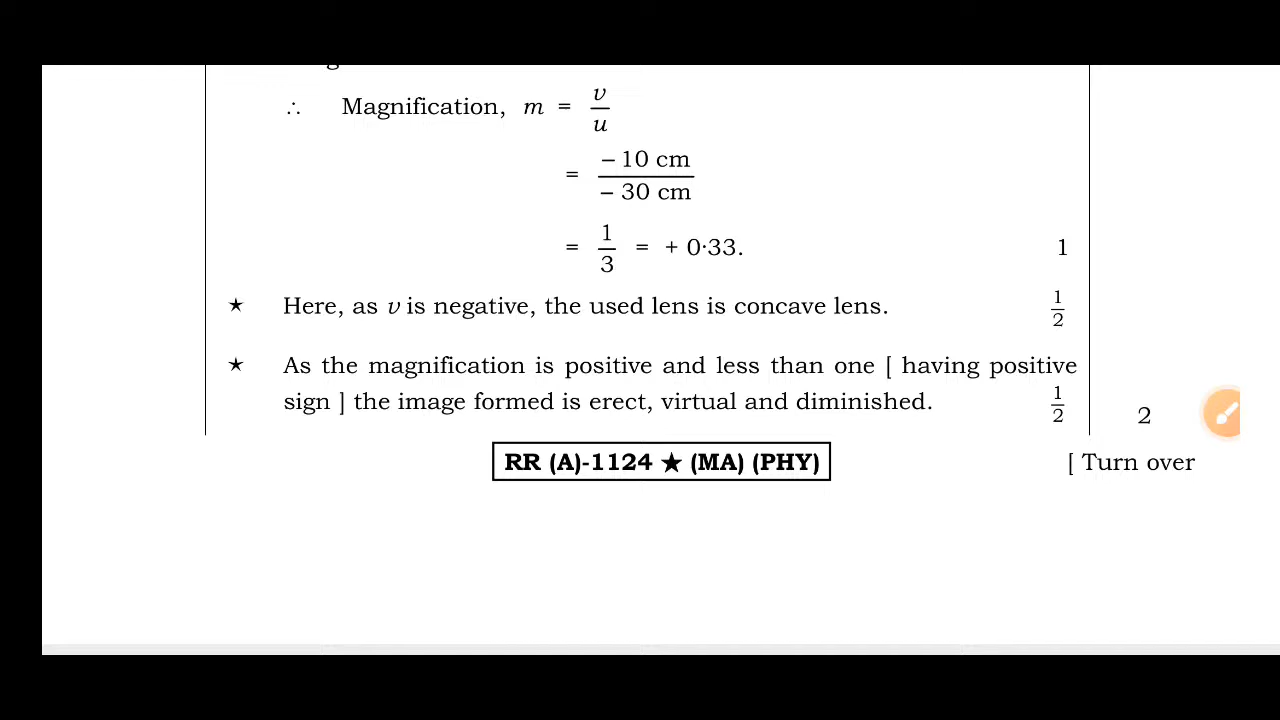 ∴ Magnification, m = v/u
= – 10 cm / – 30 cm
= 1/3 = + 0·33. 1
★ Here, as v is negative, the used lens is concave lens. 1/2
★ As the magnification is positive and less than one [ having positive
sign ] the image formed is erect, virtual and diminished. 1/2 2
RR (A)-1124 ★ (MA) (PHY) [ Turn over